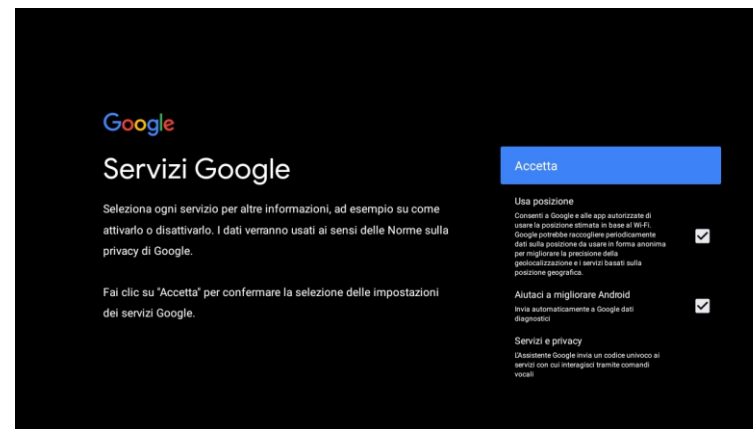 Google
Servizi Google
Seleziona ogni servizio per altre informazioni, ad esempio su come
attivarlo o disattivarlo. I dati verranno usati ai sensi delle Norme sulla
privacy di Google.
Fai clic su "Accetta" per confermare la selezione delle impostazioni
dei servizi Google.
Accetta
Usa posizione
Consenti a Google e alle app autorizzate di
usare la posizione stimata in base al Wi-Fi.
Google potrebbe raccogliere periodicamente
dati sulla posizione da usare in forma anonima
per migliorare la precisione della
geolocalizzazione e i servizi basati sulla
posizione geografica.
Aiutaci a migliorare Android
Invia automaticamente a Google dati
diagnostici
Servizi e privacy
L'Assistente Google invia un codice univoco ai
servizi con cui interagisci tramite comandi
vocali